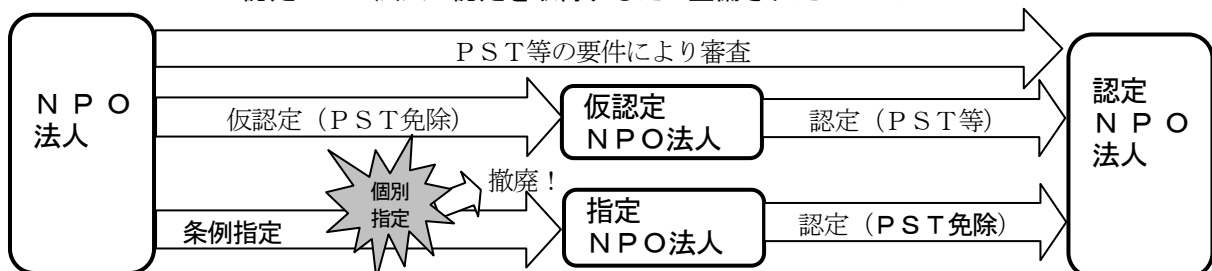 ＰＳＴ等の要件により審査
ＮＰＯ
法人
仮認定（ＰＳＴ免除）
仮認定
ＮＰＯ法人
認定（ＰＳＴ等）
認定
ＮＰＯ
法人
個別
指定
撤廃！
条例指定
指定
ＮＰＯ法人
認定（ＰＳＴ免除）